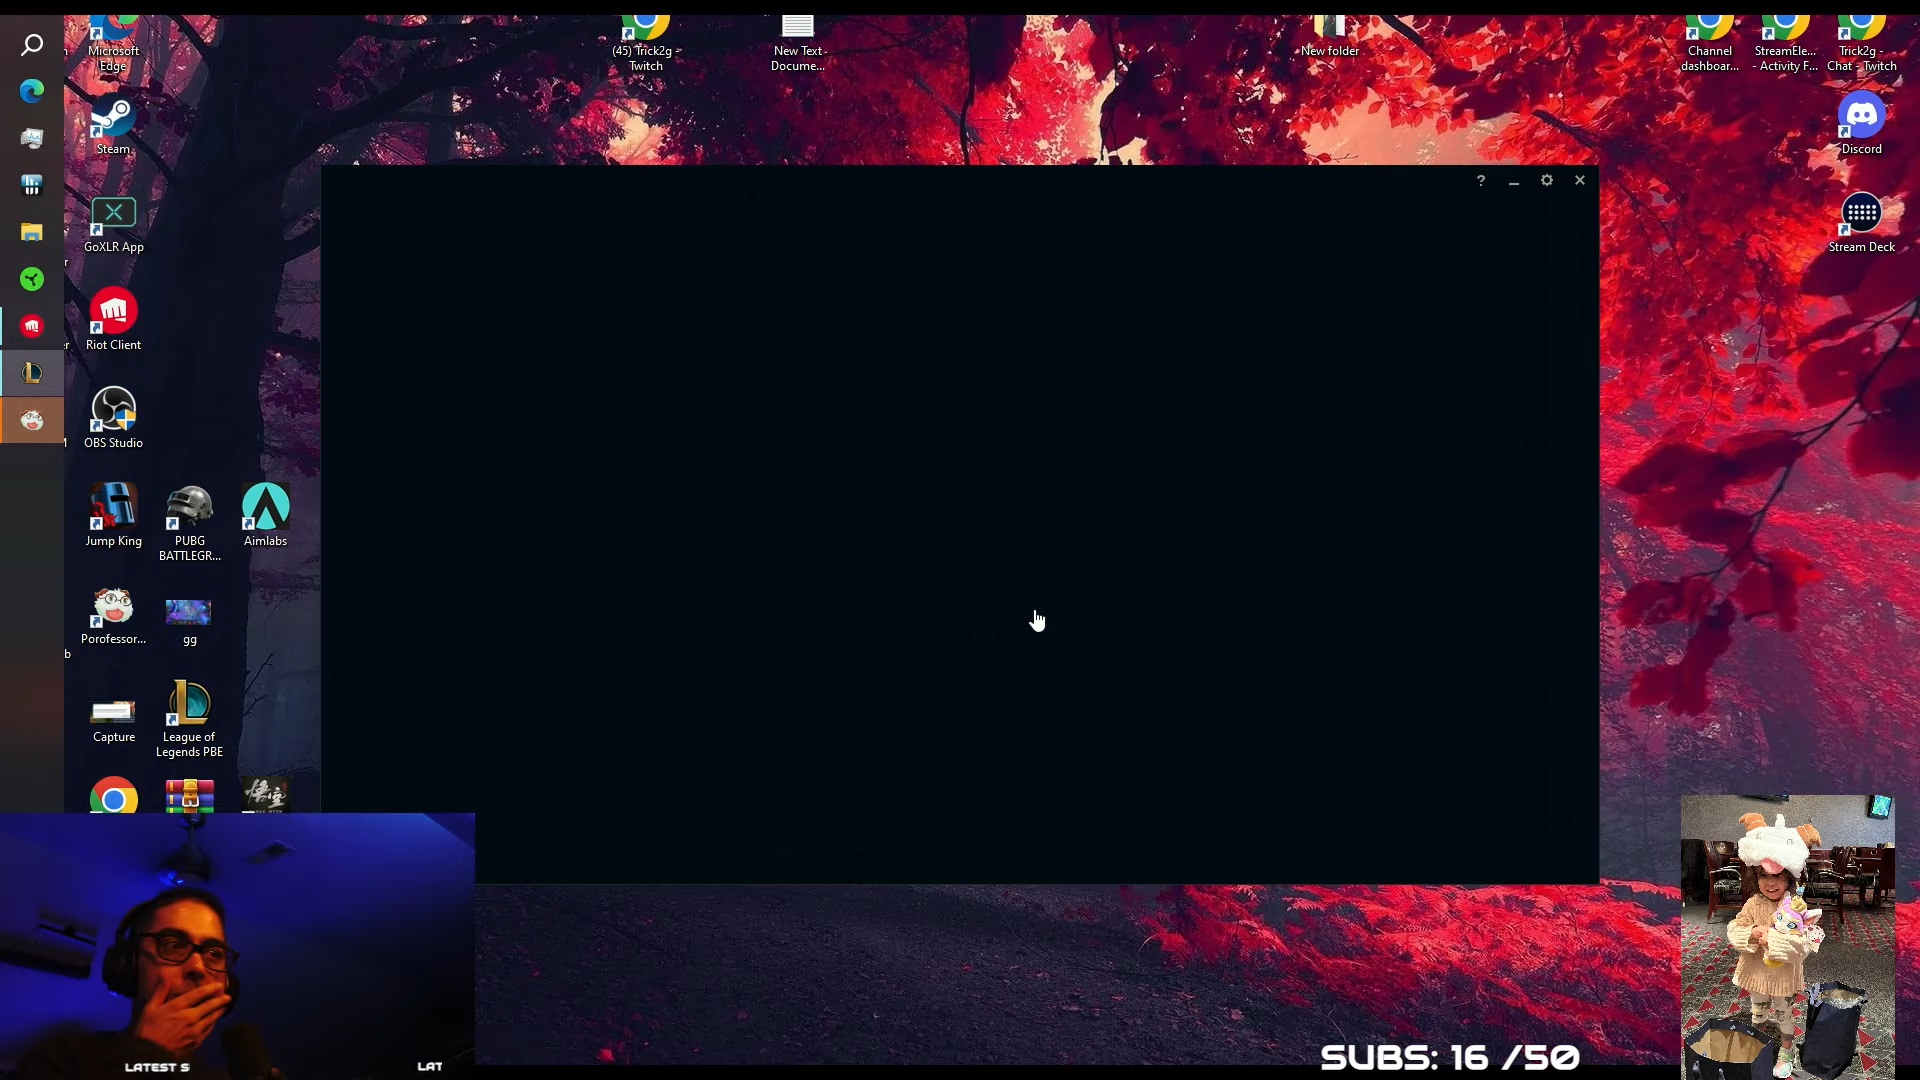 Microsoft
Edge
(45) Trick2g -
Twitch
New Text
Docume...
New folder
Channel
dashboar...
StreamEle...
- Activity F...
Trick2g -
Chat - Twitch
Steam
Discord
?
GoXLR App
Stream Deck
Riot Client
OBS Studio
Jump King
PUBG
BATTLEGR...
Aimlabs
Porofessor...
gg
Capture
League of
Legends PBE
LATEST S
LAT
SUBS: 16 /50